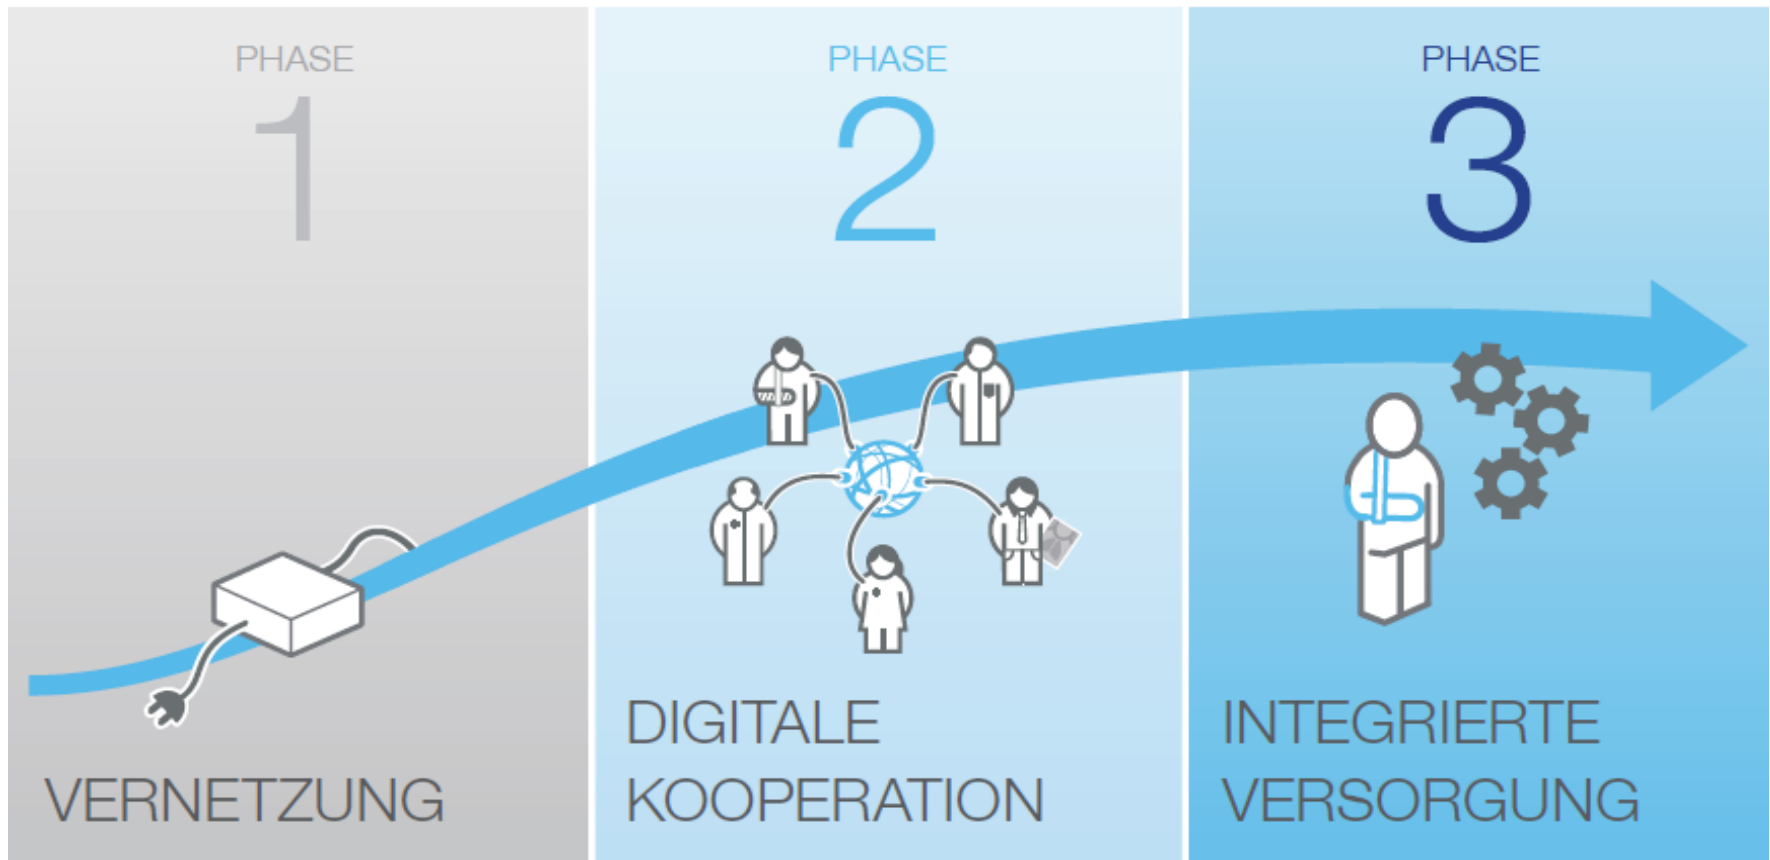 PHASE
1
PHASE
2
PHASE
3
VERNETZUNG
DIGITALE
KOOPERATION
INTEGRIERTE
VERSORGUNG